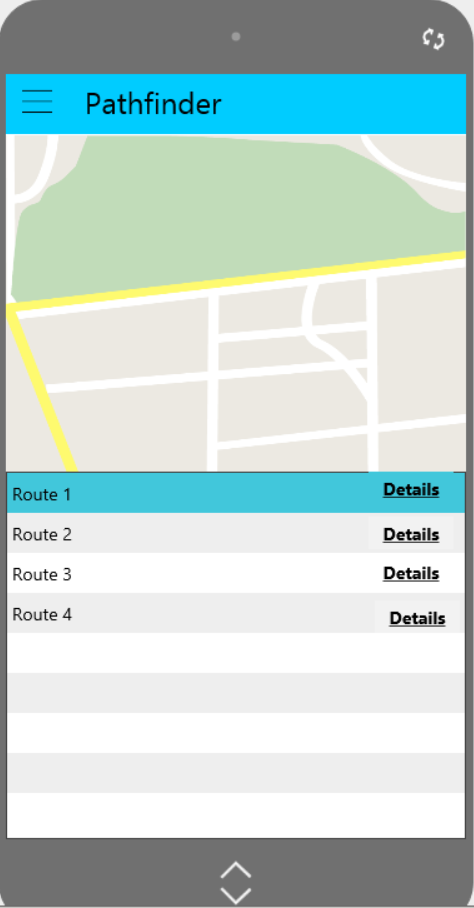 Pathfinder
Route 1 Details
Route 2 Details
Route 3 Details
Route 4 Details